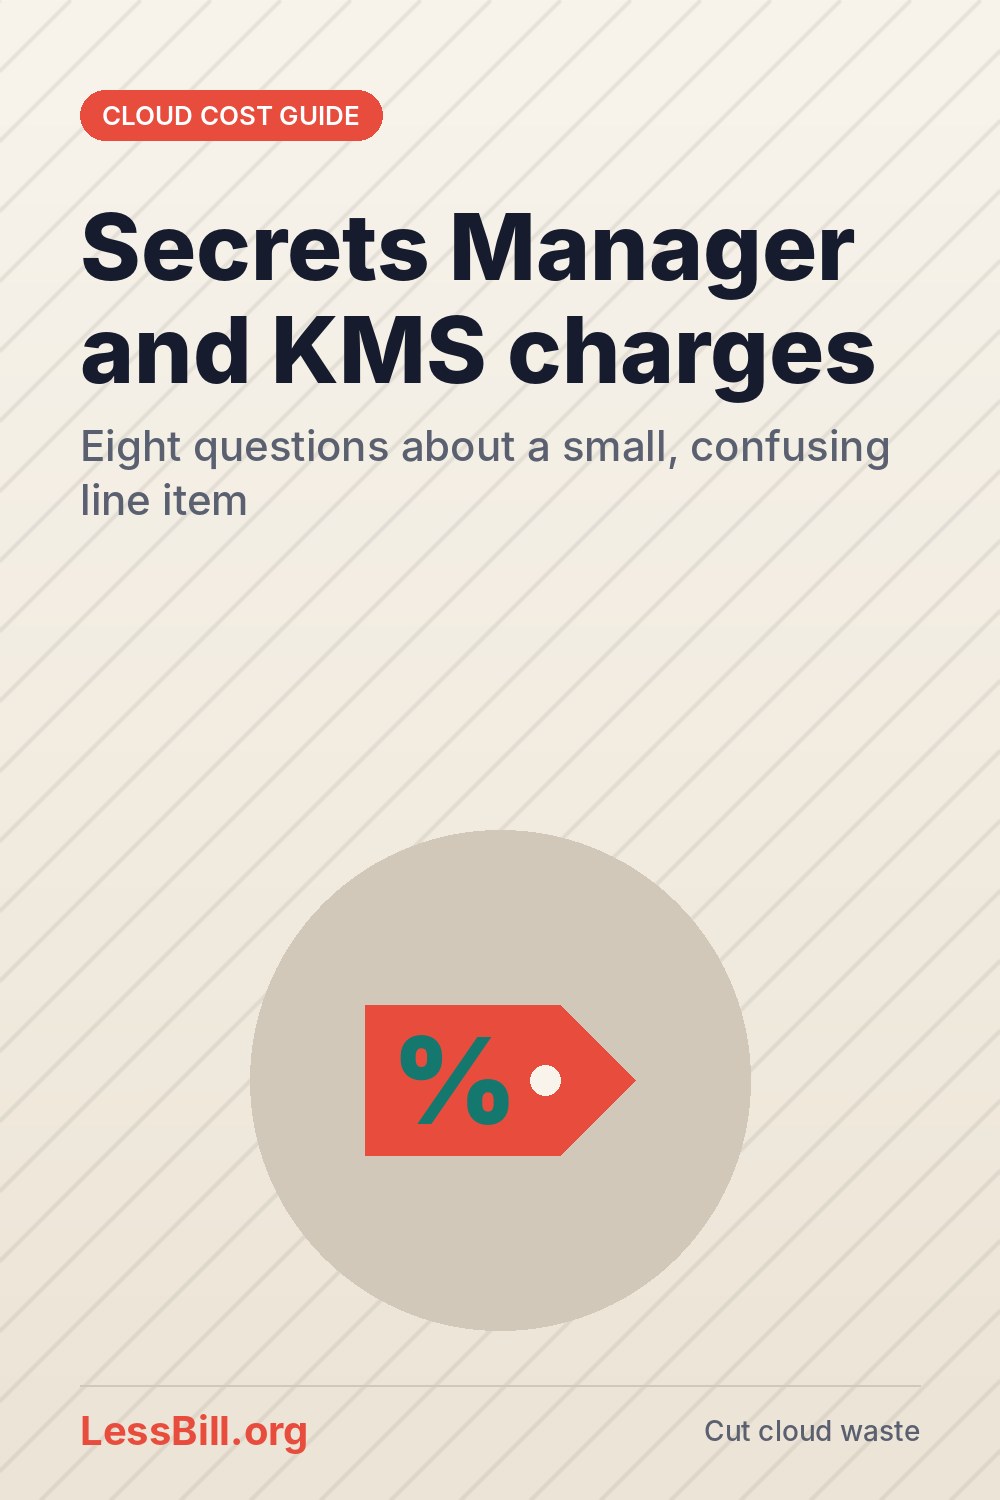 CLOUD COST GUIDE
Secrets Manager
and KMS charges
Eight questions about a small, confusing
line item
%
LessBill.org
Cut cloud waste